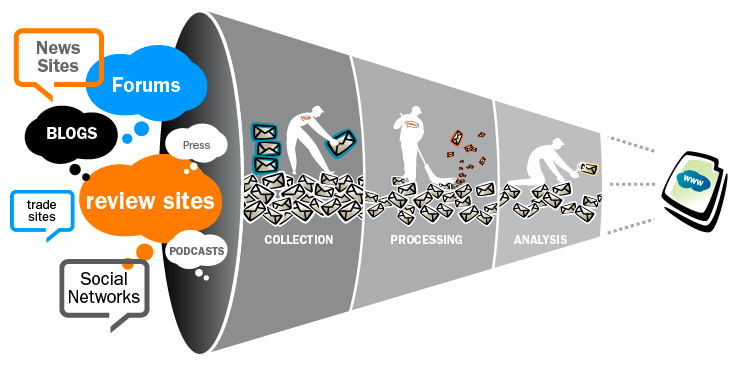 News
Sites
Forums
BLOGS
Press
review sites
trade
sites
PODCASTS
Social
Networks
COLLECTION
PROCESSING
ANALYSIS
www